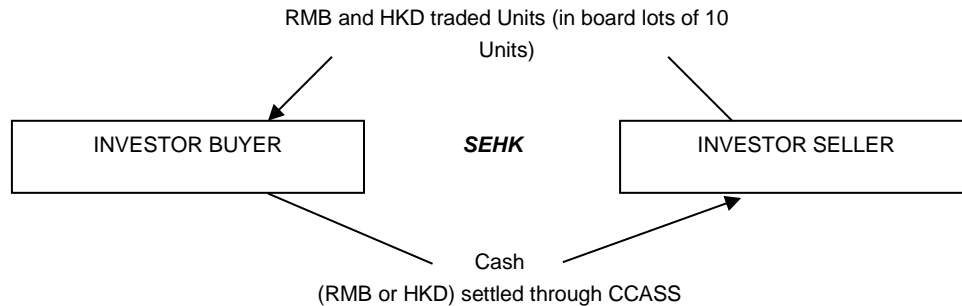 RMB and HKD traded Units (in board lots of 10
Units)
INVESTOR BUYER
SEHK
INVESTOR SELLER
Cash
(RMB or HKD) settled through CCASS